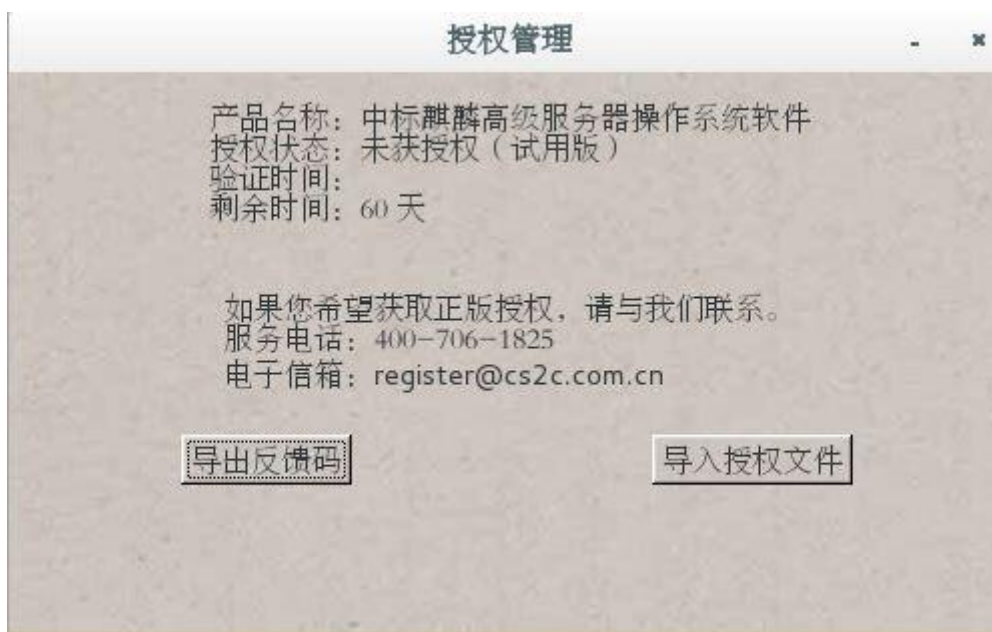 授权管理
产品名称：中标麒麟高级服务器操作系统软件
授权状态：未获授权（试用版）
验证时间：
剩余时间：60 天
如果您希望获取正版授权，请与我们联系。
服务电话：400-706-1825
电子信箱：register@cs2c.com.cn
导出反馈码
导入授权文件